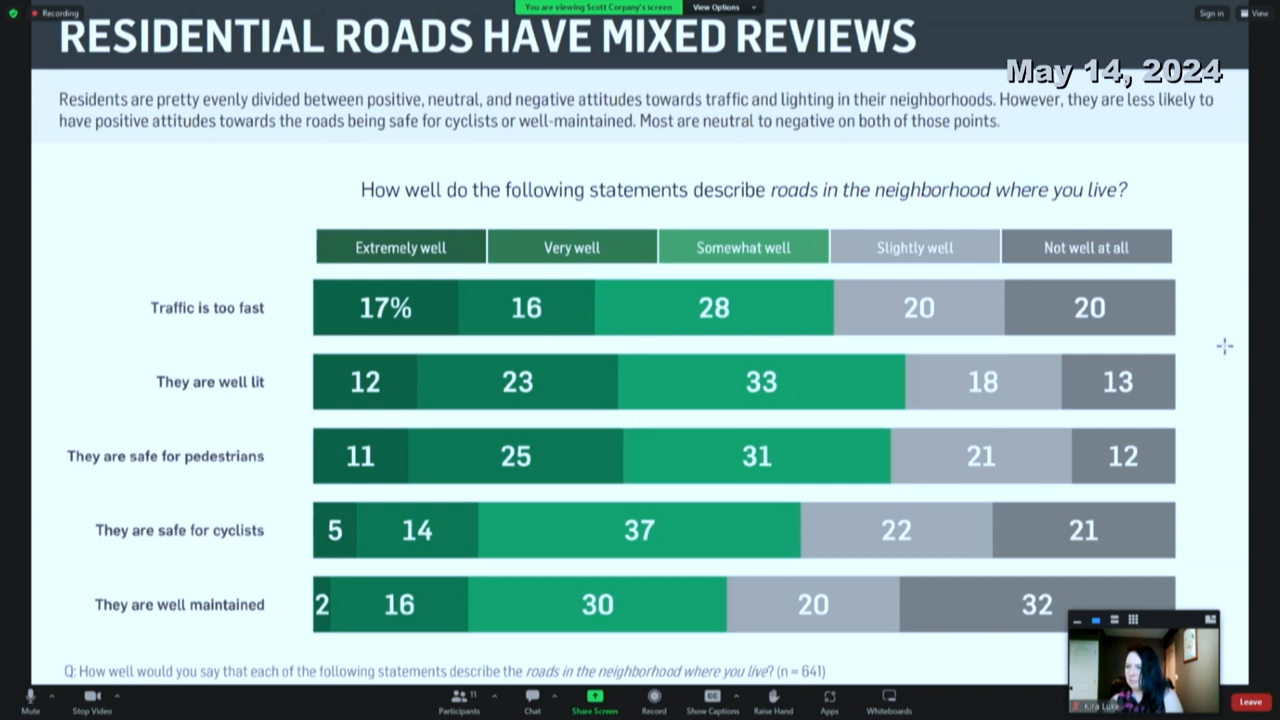 Recording
You are viewing Scott Corpany's screen
View Options
Sign in
View
RESIDENTIAL ROADS HAVE MIXED REVIEWS
May 14, 2024
Residents are pretty evenly divided between positive, neutral, and negative attitudes towards traffic and lighting in their neighborhoods. However, they are less likely to
have positive attitudes towards the roads being safe for cyclists or well-maintained. Most are neutral to negative on both of those points.
How well do the following statements describe roads in the neighborhood where you live?
Extremely well Very well Somewhat well Slightly well Not well at all
Traffic is too fast 17% 16 28 20 20
They are well lit 12 23 33 18 13
They are safe for pedestrians 11 25 31 21 12
They are safe for cyclists 5 14 37 22 21
They are well maintained 2 16 30 20 32
Q: How well would you say that each of the following statements describe the roads in the neighborhood where you live? (n = 641)
Kira Luke
Mute Stop Video Participants 11 Chat Share Screen Record Show Captions Raise Hand Apps Whiteboards Leave